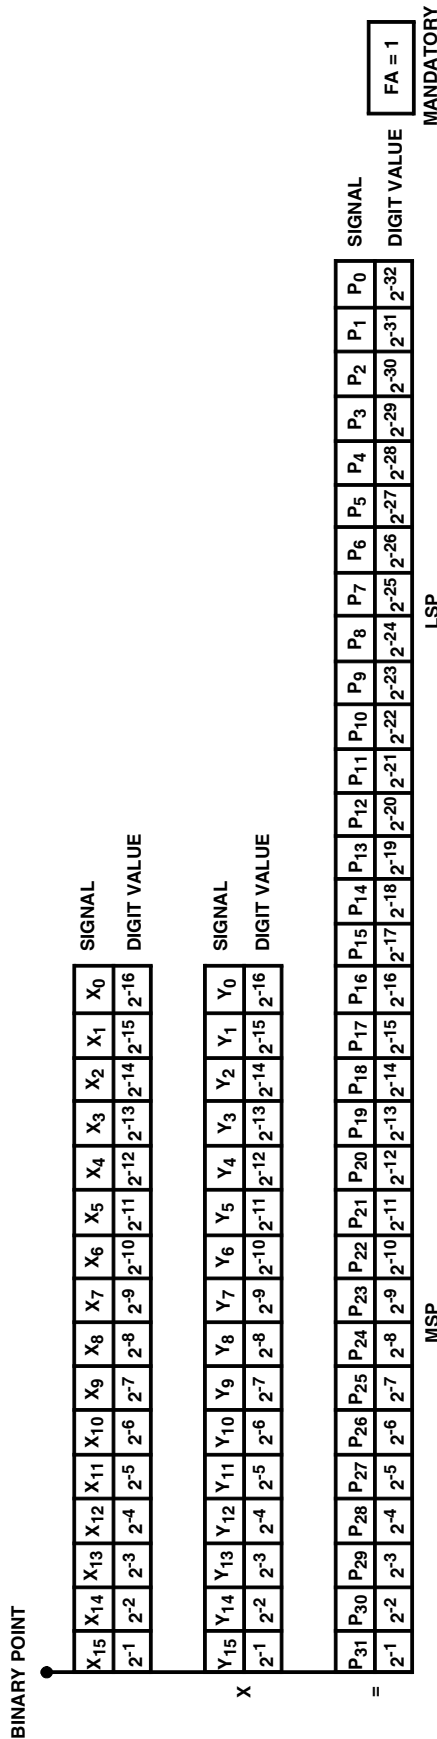 BINARY POINT
X15 X14 X13 X12 X11 X10 X9 X8 X7 X6 X5 X4 X3 X2 X1 X0 SIGNAL
2-1 2-2 2-3 2-4 2-5 2-6 2-7 2-8 2-9 2-10 2-11 2-12 2-13 2-14 2-15 2-16 DIGIT VALUE
X Y15 Y14 Y13 Y12 Y11 Y10 Y9 Y8 Y7 Y6 Y5 Y4 Y3 Y2 Y1 Y0 SIGNAL
2-1 2-2 2-3 2-4 2-5 2-6 2-7 2-8 2-9 2-10 2-11 2-12 2-13 2-14 2-15 2-16 DIGIT VALUE
= P31 P30 P29 P28 P27 P26 P25 P24 P23 P22 P21 P20 P19 P18 P17 P16 P15 P14 P13 P12 P11 P10 P9 P8 P7 P6 P5 P4 P3 P2 P1 P0 SIGNAL
2-1 2-2 2-3 2-4 2-5 2-6 2-7 2-8 2-9 2-10 2-11 2-12 2-13 2-14 2-15 2-16 2-17 2-18 2-19 2-20 2-21 2-22 2-23 2-24 2-25 2-26 2-27 2-28 2-29 2-30 2-31 2-32 DIGIT VALUE
FA = 1
MSP LSP MANDATORY